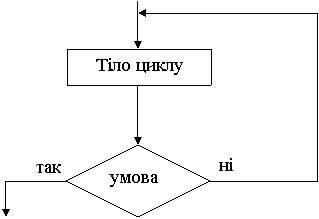 Тіло циклу
так
ні
умова